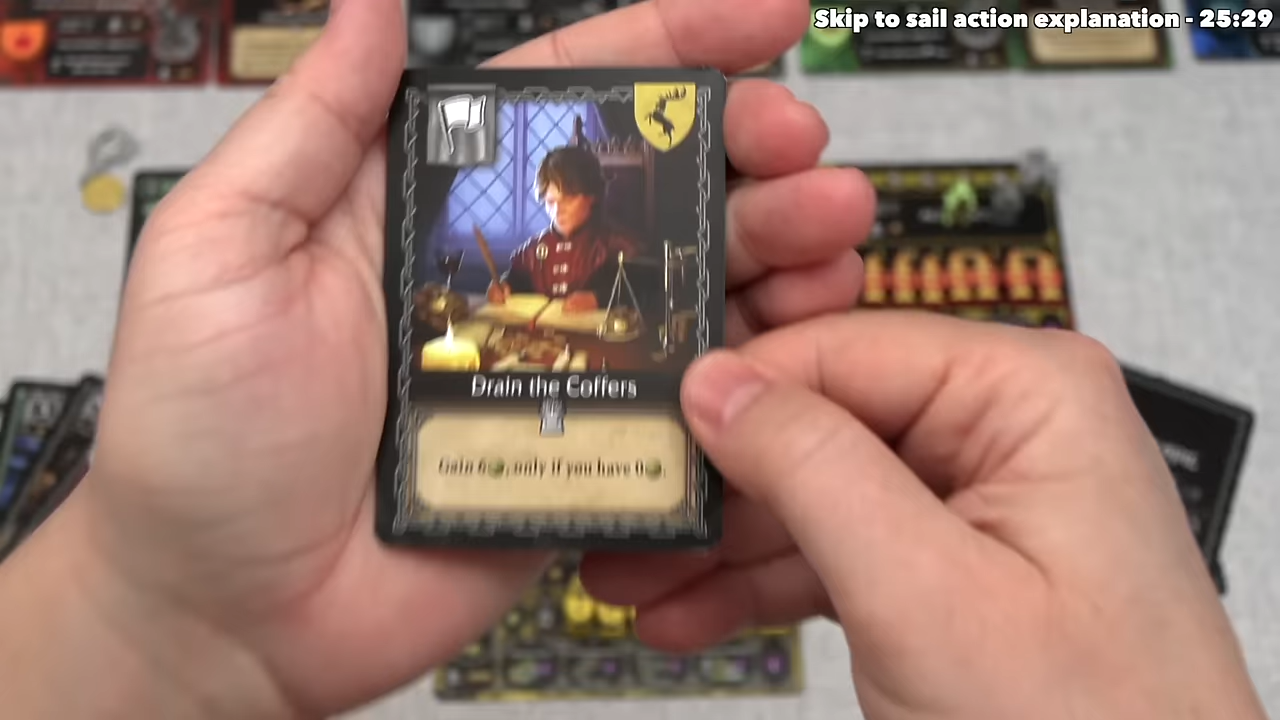 Skip to sail action explanation - 25:29
Drain the Coffers
Gain 6, only if you have 0.